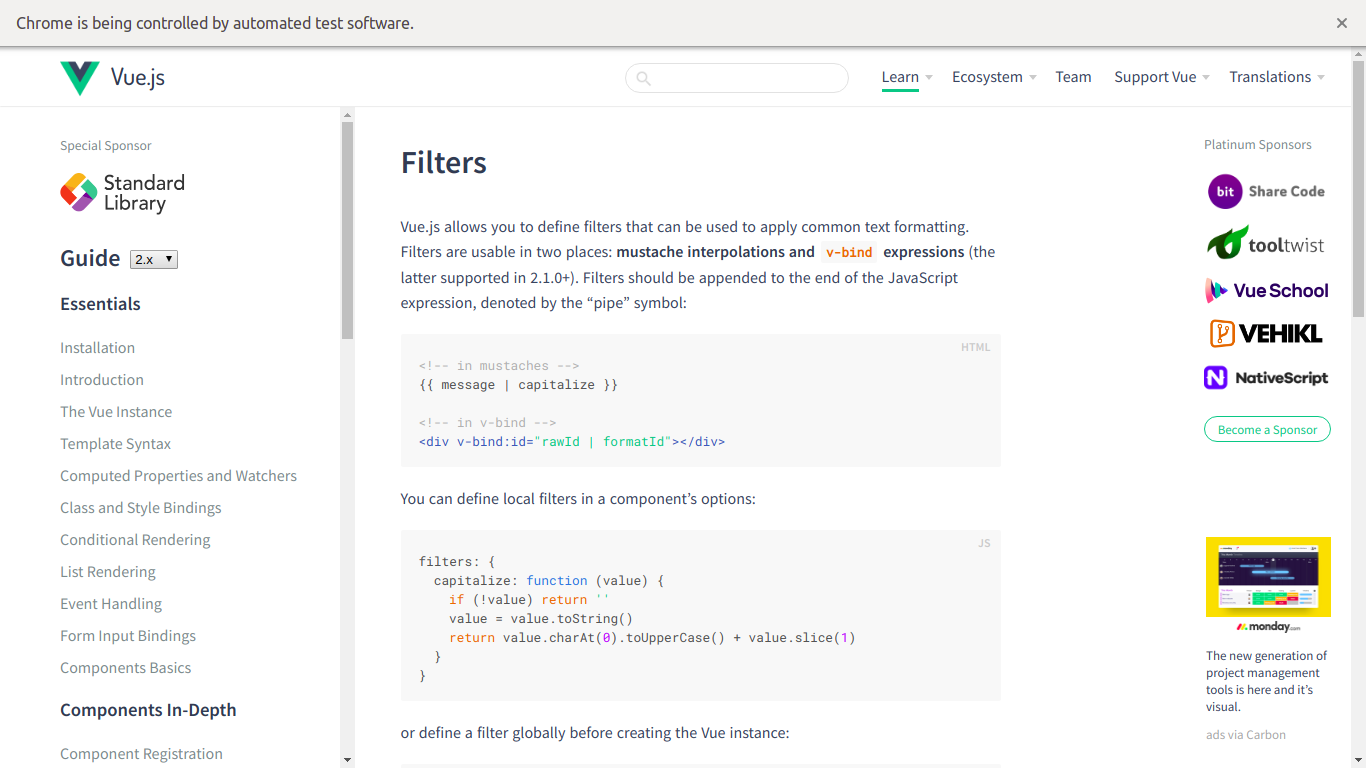 Chrome is being controlled by automated test software.
Vue.js
Learn
Ecosystem
Team
Support Vue
Translations
Special Sponsor
Standard
Library
Guide 2.x
Essentials
Installation
Introduction
The Vue Instance
Template Syntax
Computed Properties and Watchers
Class and Style Bindings
Conditional Rendering
List Rendering
Event Handling
Form Input Bindings
Components Basics
Components In-Depth
Component Registration
Filters
Vue.js allows you to define filters that can be used to apply common text formatting.
Filters are usable in two places: mustache interpolations and v-bind expressions (the
latter supported in 2.1.0+). Filters should be appended to the end of the JavaScript
expression, denoted by the “pipe” symbol:
HTML
<!-- in mustaches -->
{{ message | capitalize }}
<!-- in v-bind -->
<div v-bind:id="rawId | formatId"></div>
You can define local filters in a component’s options:
JS
filters: {
  capitalize: function (value) {
    if (!value) return ''
    value = value.toString()
    return value.charAt(0).toUpperCase() + value.slice(1)
  }
}
or define a filter globally before creating the Vue instance:
Platinum Sponsors
bit Share Code
tooltwist
Vue School
VEHIKL
NativeScript
Become a Sponsor
monday.com
The new generation of
project management
tools is here and it’s
visual.
ads via Carbon